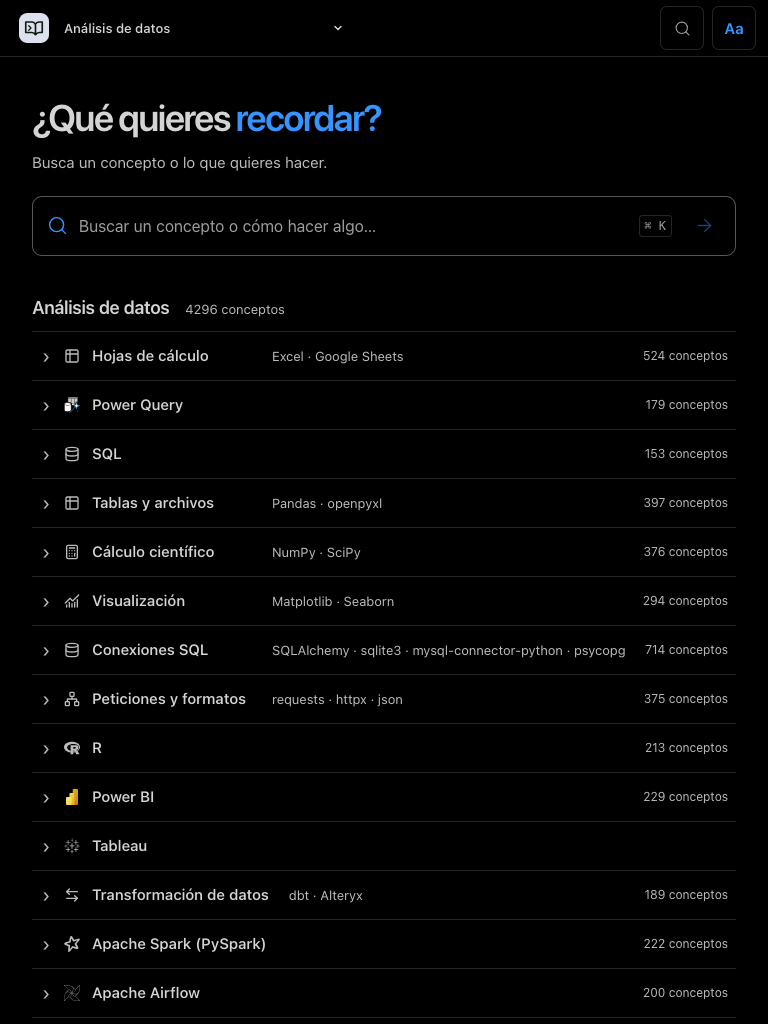 Análisis de datos
Aa
¿Qué quieres recordar?
Busca un concepto o lo que quieres hacer.
Buscar un concepto o cómo hacer algo...
⌘ K
Análisis de datos 4296 conceptos
Hojas de cálculo Excel · Google Sheets 524 conceptos
Power Query 179 conceptos
SQL 153 conceptos
Tablas y archivos Pandas · openpyxl 397 conceptos
Cálculo científico NumPy · SciPy 376 conceptos
Visualización Matplotlib · Seaborn 294 conceptos
Conexiones SQL SQLAlchemy · sqlite3 · mysql-connector-python · psycopg 714 conceptos
Peticiones y formatos requests · httpx · json 375 conceptos
R 213 conceptos
Power BI 229 conceptos
Tableau
Transformación de datos dbt · Alteryx 189 conceptos
Apache Spark (PySpark) 222 conceptos
Apache Airflow 200 conceptos